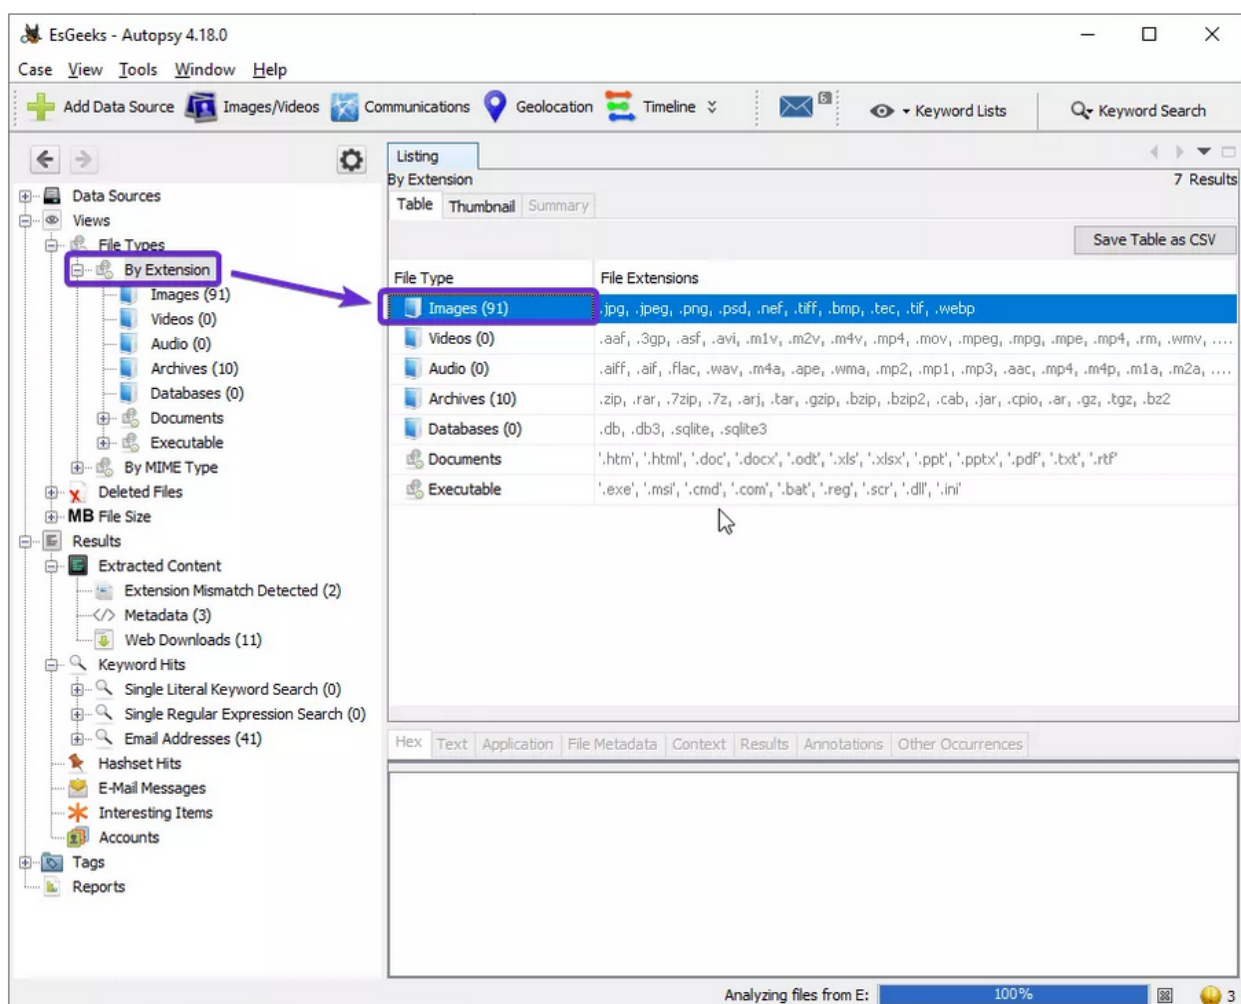 EsGeeks - Autopsy 4.18.0
Case View Tools Window Help
Add Data Source Images/Videos Communications Geolocation Timeline 6 Keyword Lists Keyword Search
Listing
By Extension 7 Results
Table Thumbnail Summary
Save Table as CSV
File Type File Extensions
Images (91) .jpg, .jpeg, .png, .psd, .nef, .tiff, .bmp, .tec, .tif, .webp
Videos (0) .aaf, .3gp, .asf, .avi, .m1v, .m2v, .m4v, .mp4, .mov, .mpeg, .mpg, .mpe, .mp4, .rm, .wmv, ....
Audio (0) .aiff, .aif, .flac, .wav, .m4a, .ape, .wma, .mp2, .mp1, .mp3, .aac, .mp4, .m4p, .m1a, .m2a, ....
Archives (10) .zip, .rar, .7zip, .7z, .arj, .tar, .gzip, .bzip, .bzip2, .cab, .jar, .cpio, .ar, .gz, .tgz, .bz2
Databases (0) .db, .db3, .sqlite, .sqlite3
Documents '.htm', '.html', '.doc', '.docx', '.odt', '.xls', '.xlsx', '.ppt', '.pptx', '.pdf', '.txt', '.rtf'
Executable '.exe', '.msi', '.cmd', '.com', '.bat', '.reg', '.scr', '.dll', '.ini'
Data Sources
Views
File Types
By Extension
Images (91)
Videos (0)
Audio (0)
Archives (10)
Databases (0)
Documents
Executable
By MIME Type
Deleted Files
MB File Size
Results
Extracted Content
Extension Mismatch Detected (2)
Metadata (3)
Web Downloads (11)
Keyword Hits
Single Literal Keyword Search (0)
Single Regular Expression Search (0)
Email Addresses (41)
Hashset Hits
E-Mail Messages
Interesting Items
Accounts
Tags
Reports
Hex Text Application File Metadata Context Results Annotations Other Occurrences
Analyzing files from E: 100% 3